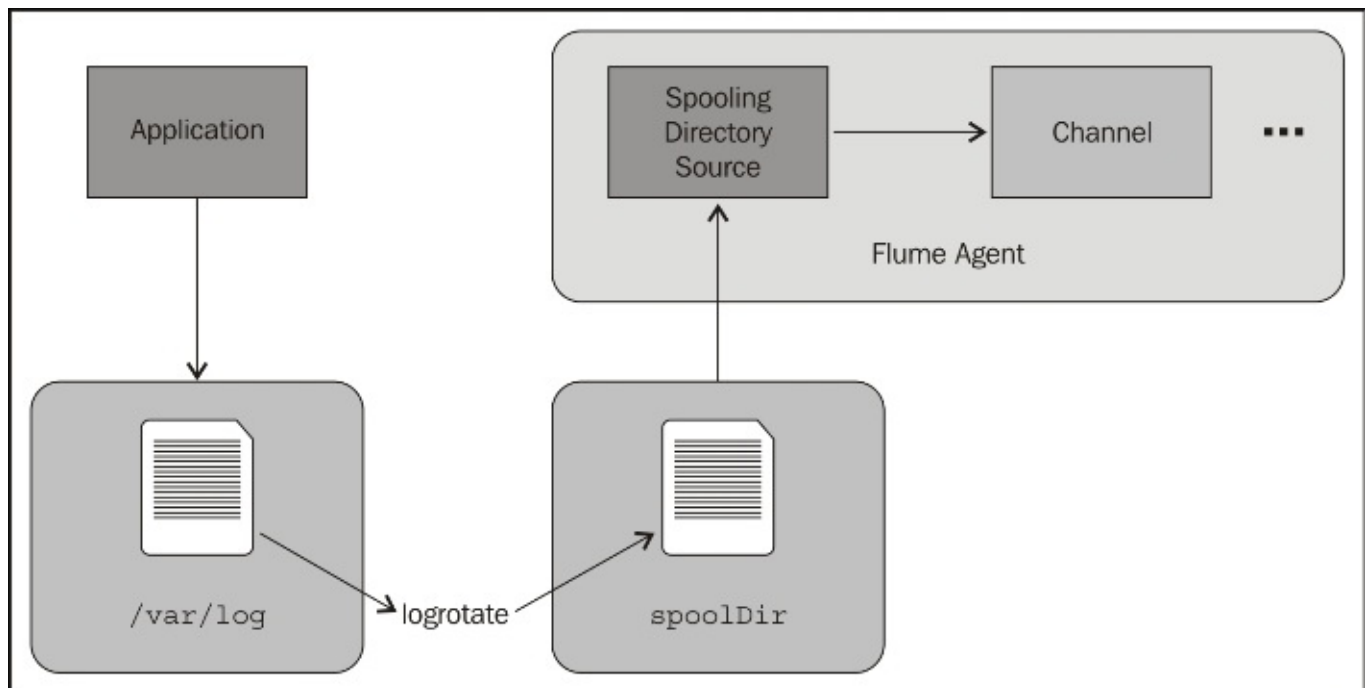 Application
Spooling
Directory
Source
Channel
...
Flume Agent
/var/log
logrotate
spoolDir